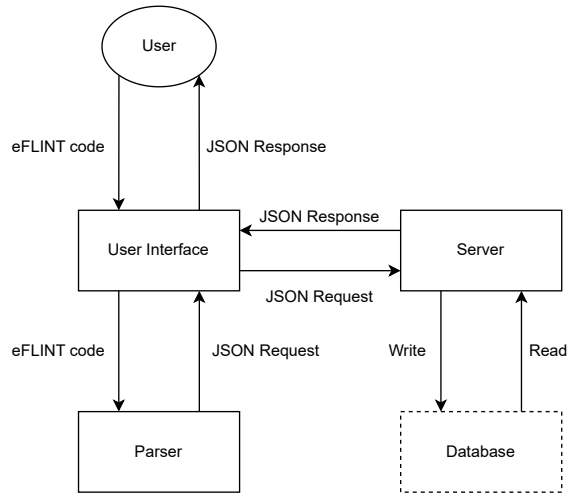 User
eFLINT code
JSON Response
JSON Response
User Interface
Server
JSON Request
eFLINT code
JSON Request
Write
Read
Parser
Database